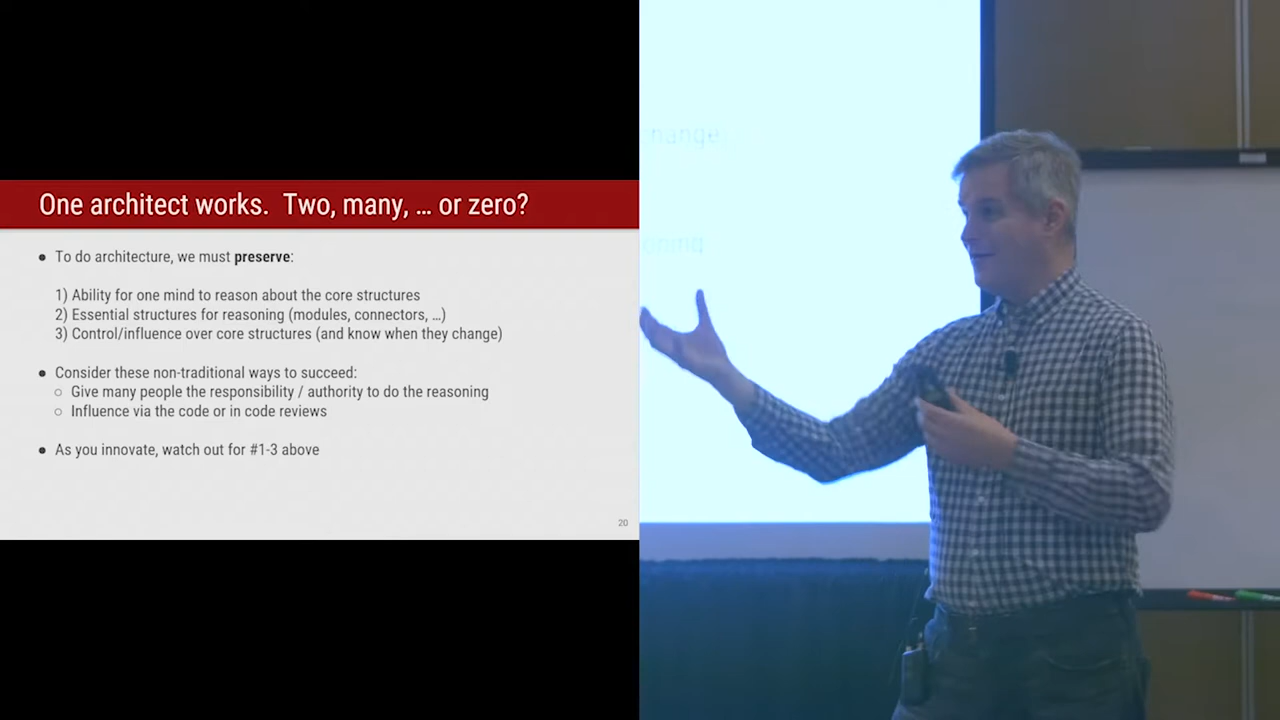 One architect works. Two, many, … or zero?
● To do architecture, we must preserve:
1) Ability for one mind to reason about the core structures
2) Essential structures for reasoning (modules, connectors, …)
3) Control/influence over core structures (and know when they change)
● Consider these non-traditional ways to succeed:
○ Give many people the responsibility / authority to do the reasoning
○ Influence via the code or in code reviews
● As you innovate, watch out for #1-3 above
20